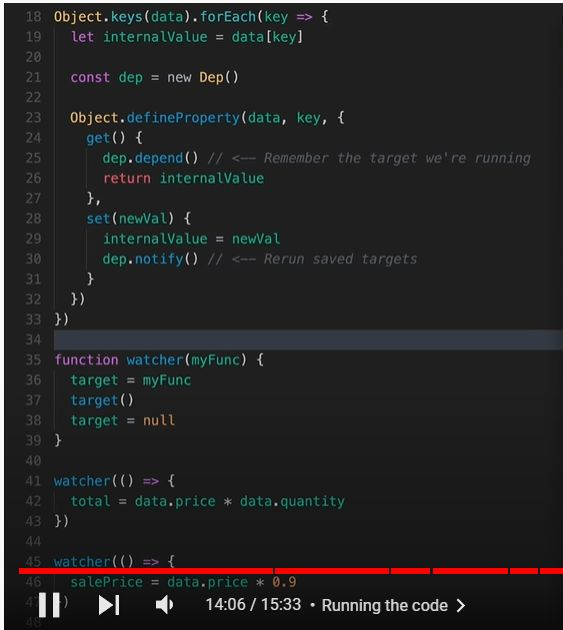 18 Object.keys(data).forEach(key => {
19 let internalValue = data[key]
20
21 const dep = new Dep()
22
23 Object.defineProperty(data, key, {
24 get() {
25 dep.depend() // <-- Remember the target we're running
26 return internalValue
27 },
28 set(newVal) {
29 internalValue = newVal
30 dep.notify() // <-- Rerun saved targets
31 }
32 })
33 })
34
35 function watcher(myFunc) {
36 target = myFunc
37 target()
38 target = null
39 }
40
41 watcher(() => {
42 total = data.price * data.quantity
43 })
44
45 watcher(() => {
46 salePrice = data.price * 0.9
47 })
14:06 / 15:33 • Running the code >
48